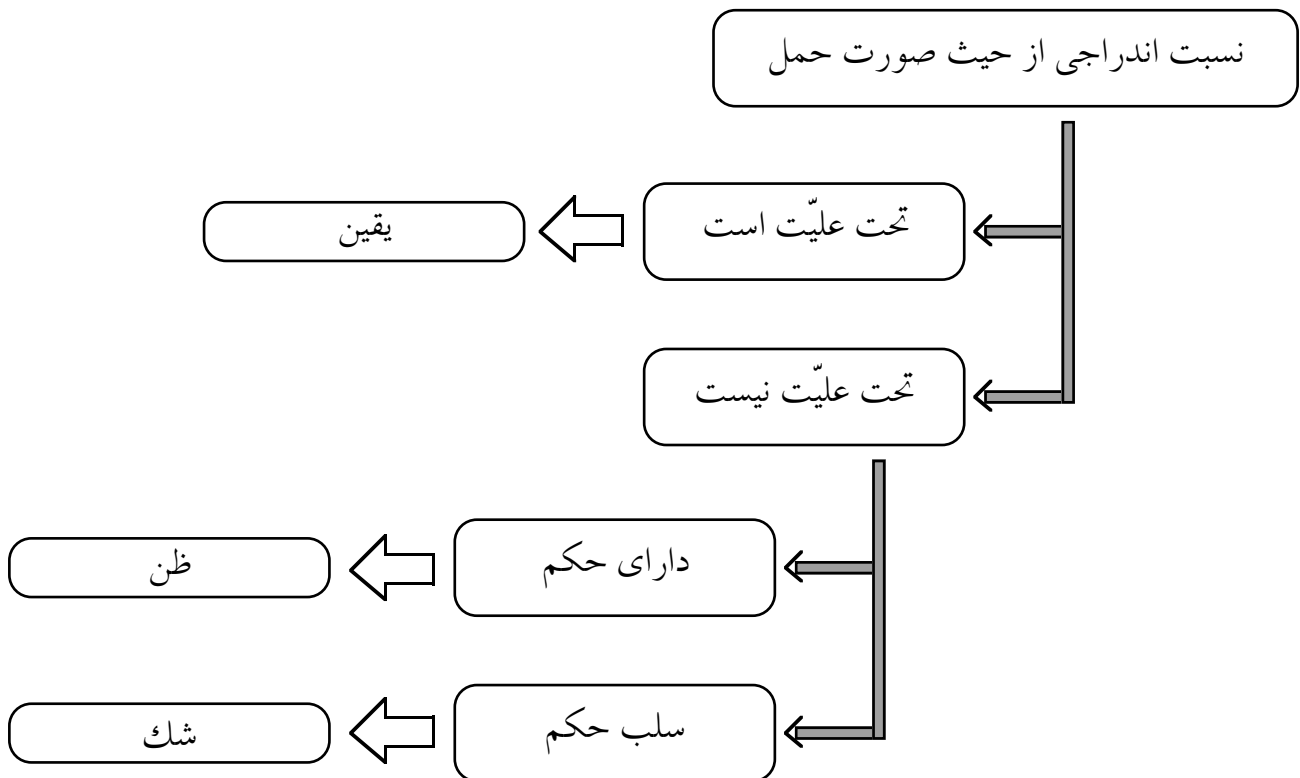 نسبت اندراجی از حیث صورت حمل
تحت علیّت است
یقین
تحت علیّت نیست
دارای حکم
ظن
سلب حکم
شك